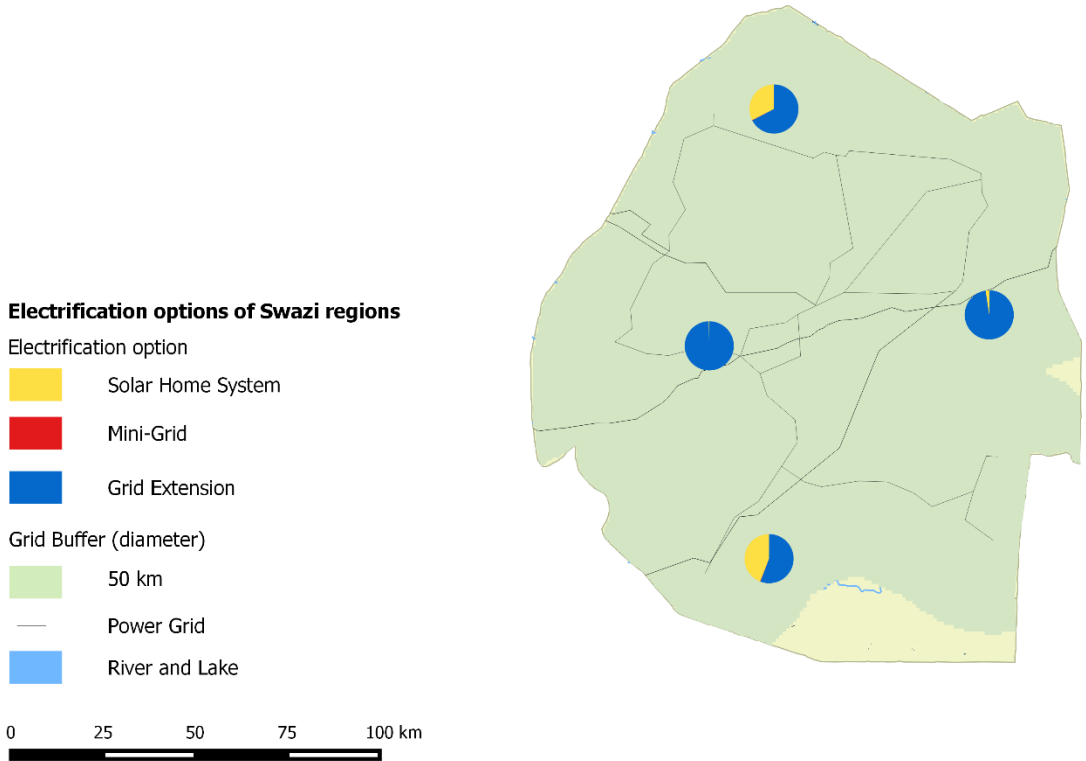 Electrification options of Swazi regions
Electrification option
Solar Home System
Mini-Grid
Grid Extension
Grid Buffer (diameter)
50 km
Power Grid
River and Lake
0 25 50 75 100 km